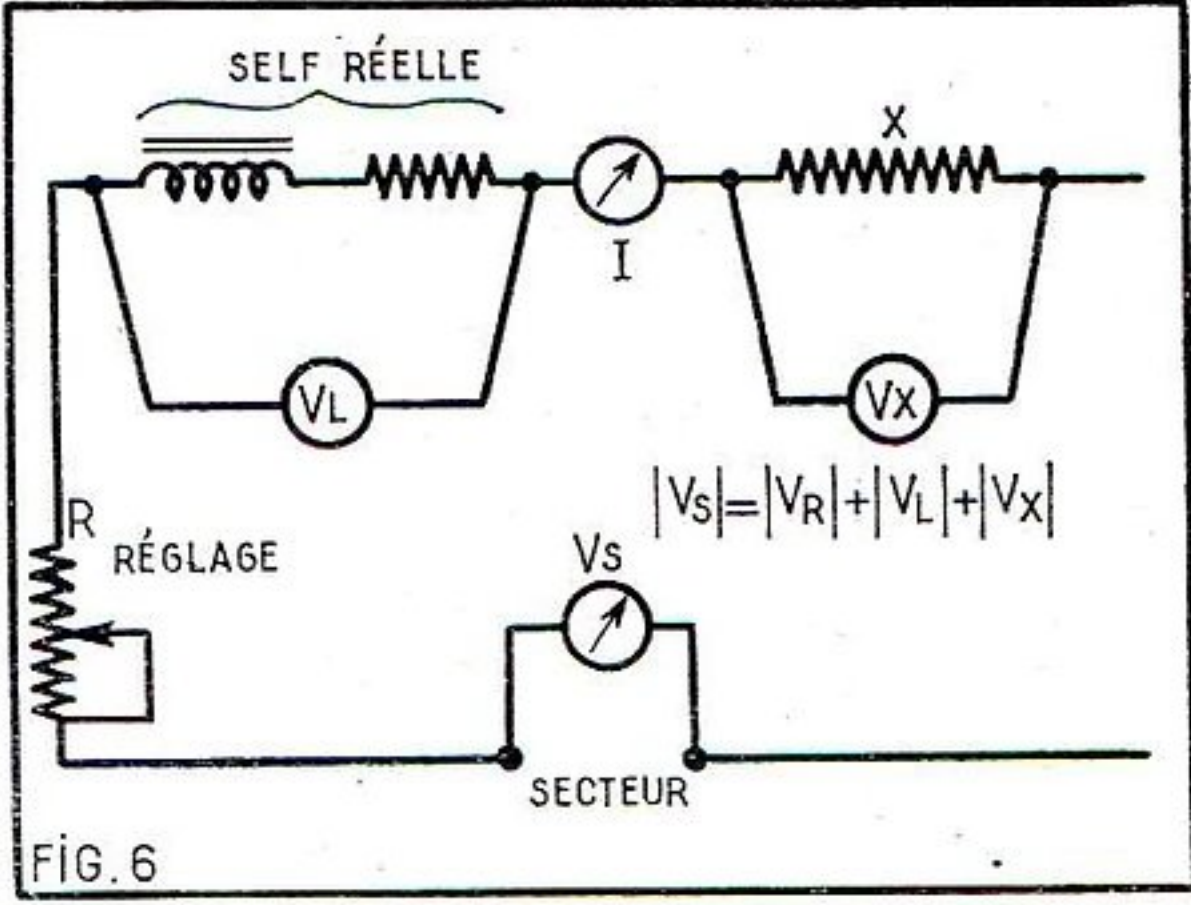 SELF RÉELLE
X
I
VL
VX
|VS|=|VR|+|VL|+|VX|
R
RÉGLAGE
VS
SECTEUR
FIG. 6